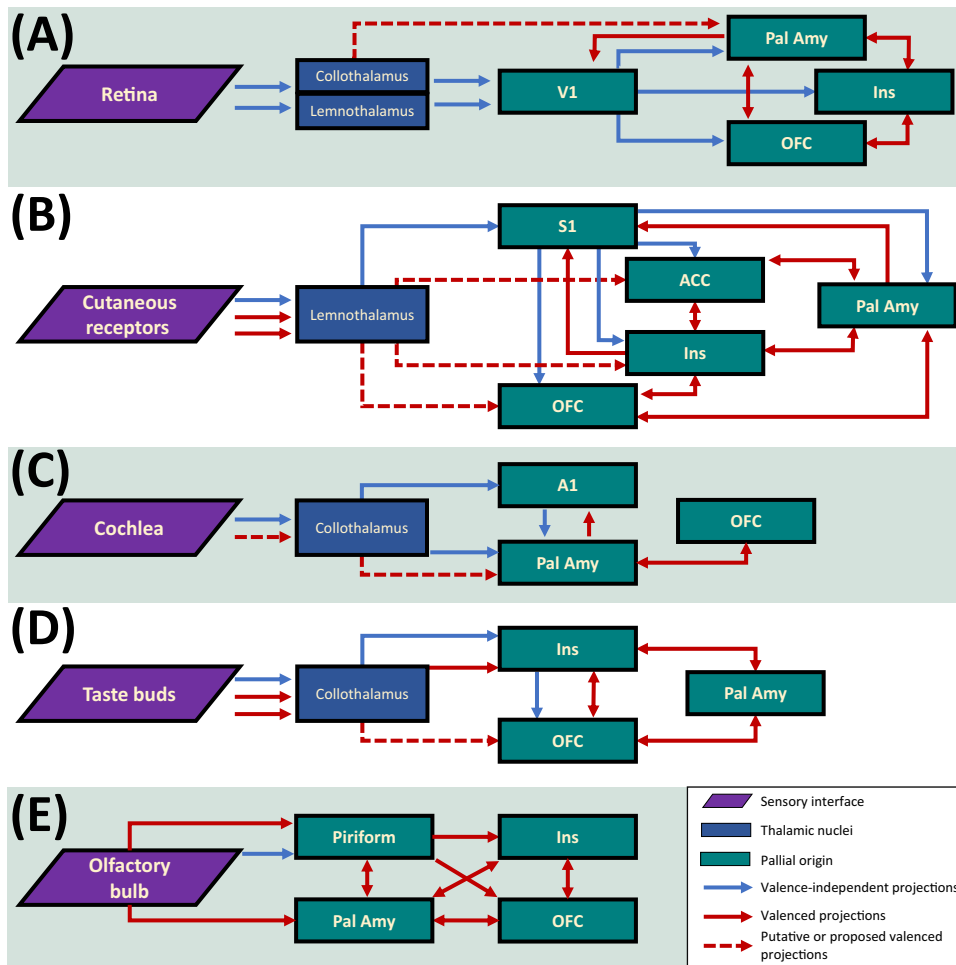 (A)
Retina
Collothalamus
Lemnothalamus
V1
Pal Amy
Ins
OFC
(B)
Cutaneous
receptors
Lemnothalamus
S1
ACC
Ins
OFC
Pal Amy
(C)
Cochlea
Collothalamus
A1
Pal Amy
OFC
(D)
Taste buds
Collothalamus
Ins
OFC
Pal Amy
(E)
Olfactory
bulb
Piriform
Ins
Pal Amy
OFC
Sensory interface
Thalamic nuclei
Pallial origin
Valence-independent projections
Valenced projections
Putative or proposed valenced
projections